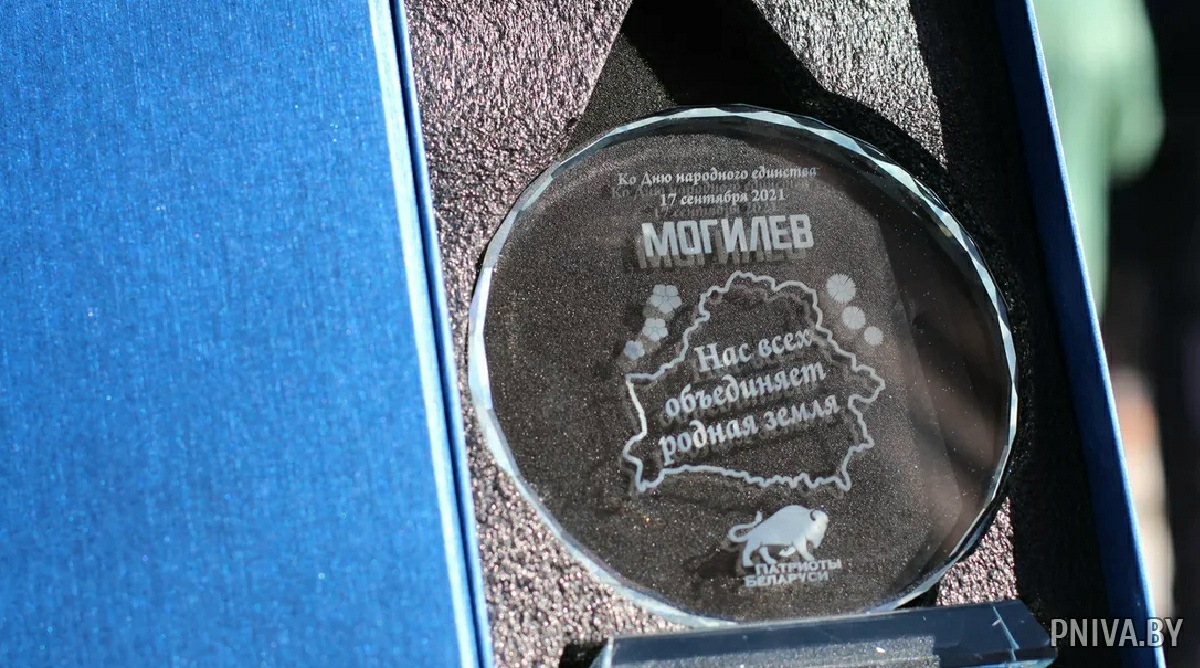 Ко Дню народного единства
17 сентября 2021
МОГИЛЕВ
Нас всех
объединяет
родная земля
ПАТРИОТЫ
БЕЛАРУСИ
PNIVA.BY